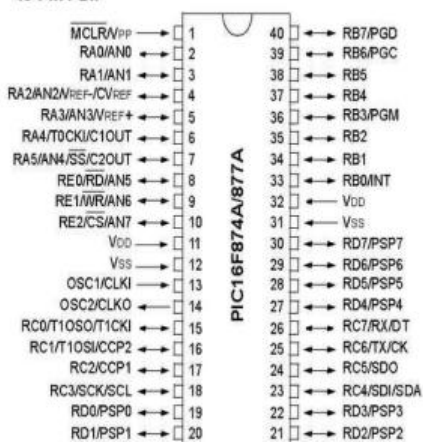 MCLR/VPP 1 40 RB7/PGD
RA0/AN0 2 39 RB6/PGC
RA1/AN1 3 38 RB5
RA2/AN2/VREF-/CVREF 4 37 RB4
RA3/AN3/VREF+ 5 36 RB3/PGM
RA4/T0CKI/C1OUT 6 35 RB2
RA5/AN4/SS/C2OUT 7 34 RB1
RE0/RD/AN5 8 33 RB0/INT
RE1/WR/AN6 9 32 VDD
RE2/CS/AN7 10 31 VSS
VDD 11 30 RD7/PSP7
VSS 12 29 RD6/PSP6
OSC1/CLKI 13 28 RD5/PSP5
OSC2/CLKO 14 27 RD4/PSP4
RC0/T1OSO/T1CKI 15 26 RC7/RX/DT
RC1/T1OSI/CCP2 16 25 RC6/TX/CK
RC2/CCP1 17 24 RC5/SDO
RC3/SCK/SCL 18 23 RC4/SDI/SDA
RD0/PSP0 19 22 RD3/PSP3
RD1/PSP1 20 21 RD2/PSP2
PIC16F874A/877A